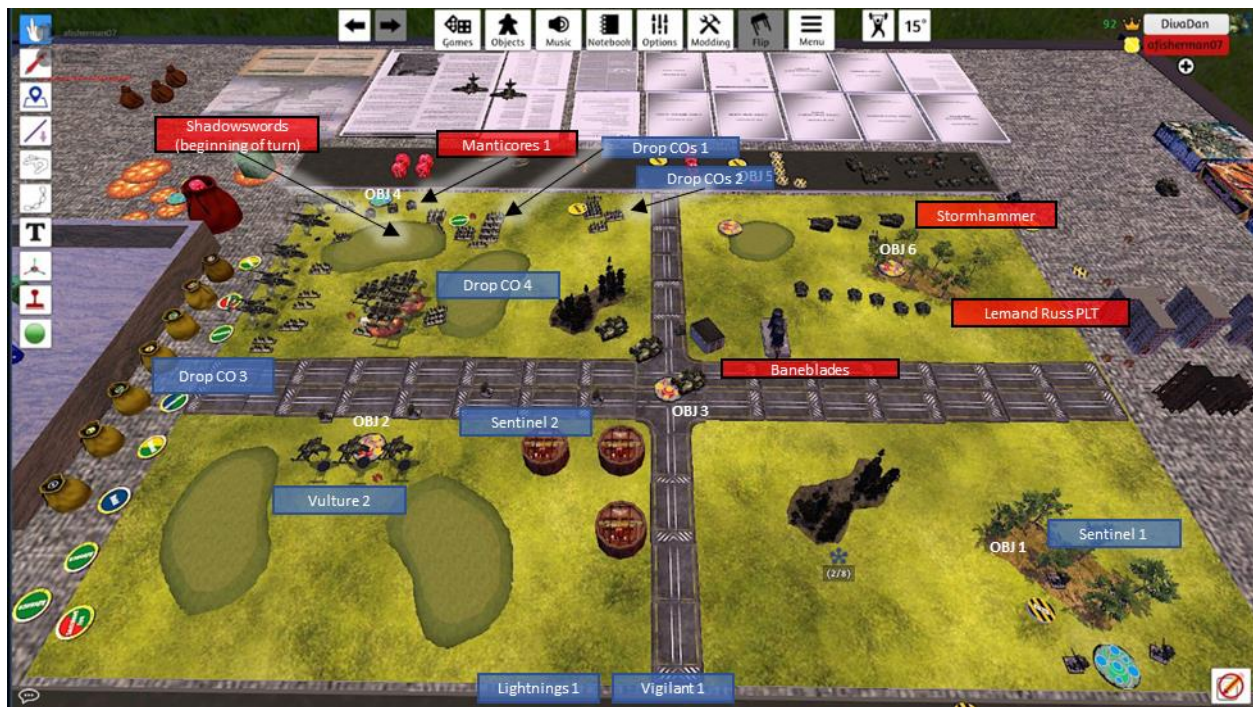 afisherman07
Games
Objects
Music
Notebook
Options
Modding
Flip
Menu
15°
92
DivaDan
afisherman07
Shadowswords
(beginning of turn)
Manticores 1
Drop COs 1
Drop COs 2
OBJ 5
OBJ 4
Stormhammer
OBJ 6
Drop CO 4
Lemand Russ PLT
Drop CO 3
Baneblades
OBJ 3
OBJ 2
Sentinel 2
Vulture 2
OBJ 1
Sentinel 1
(2/8)
Lightnings 1
Vigilant 1
T